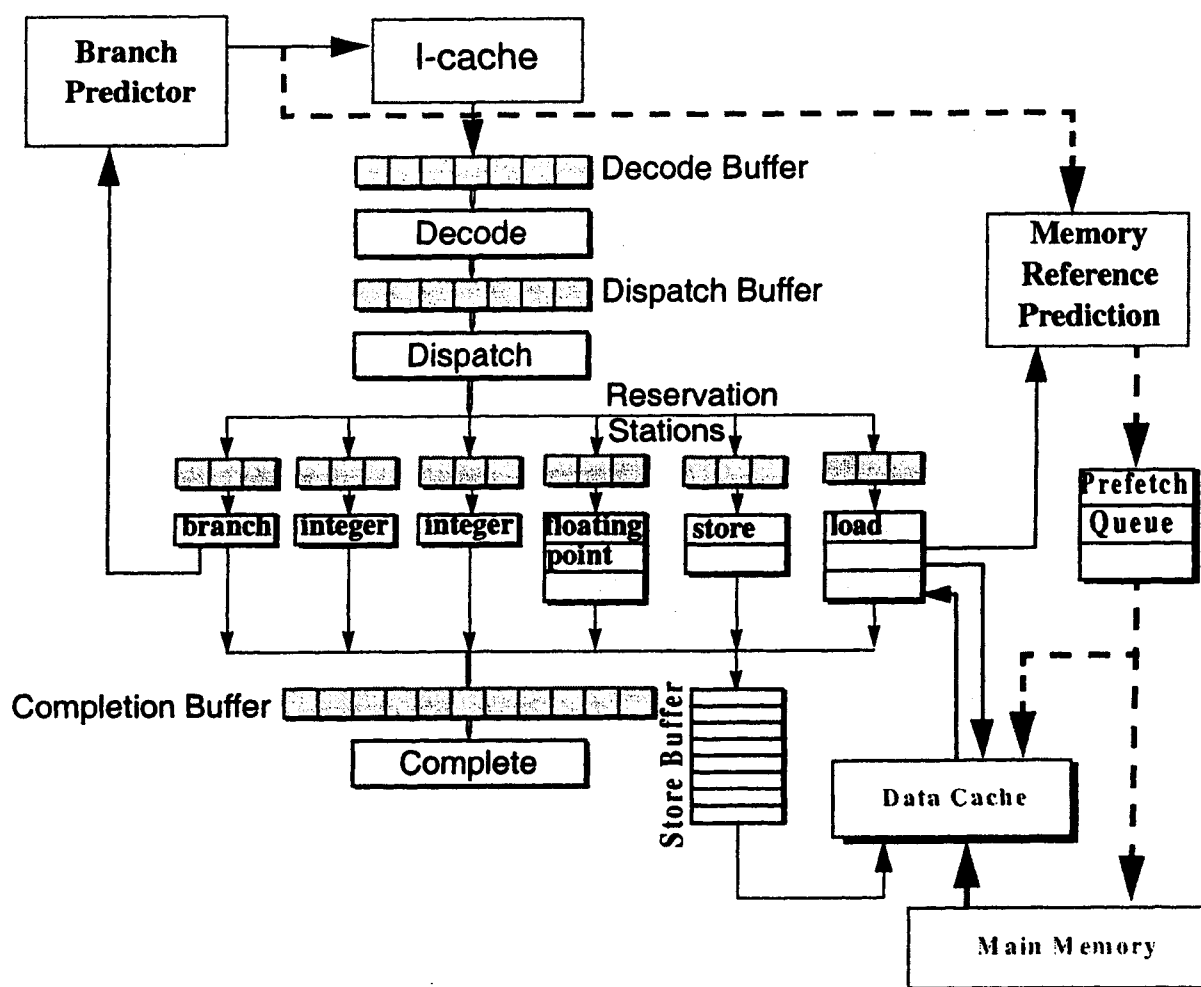 Branch
Predictor
I-cache
Decode Buffer
Decode
Memory
Reference
Prediction
Dispatch Buffer
Dispatch
Reservation
Stations
Prefetch
Queue
branch
integer
integer
floating
point
store
load
Completion Buffer
Complete
Store Buffer
Data Cache
Main Memory